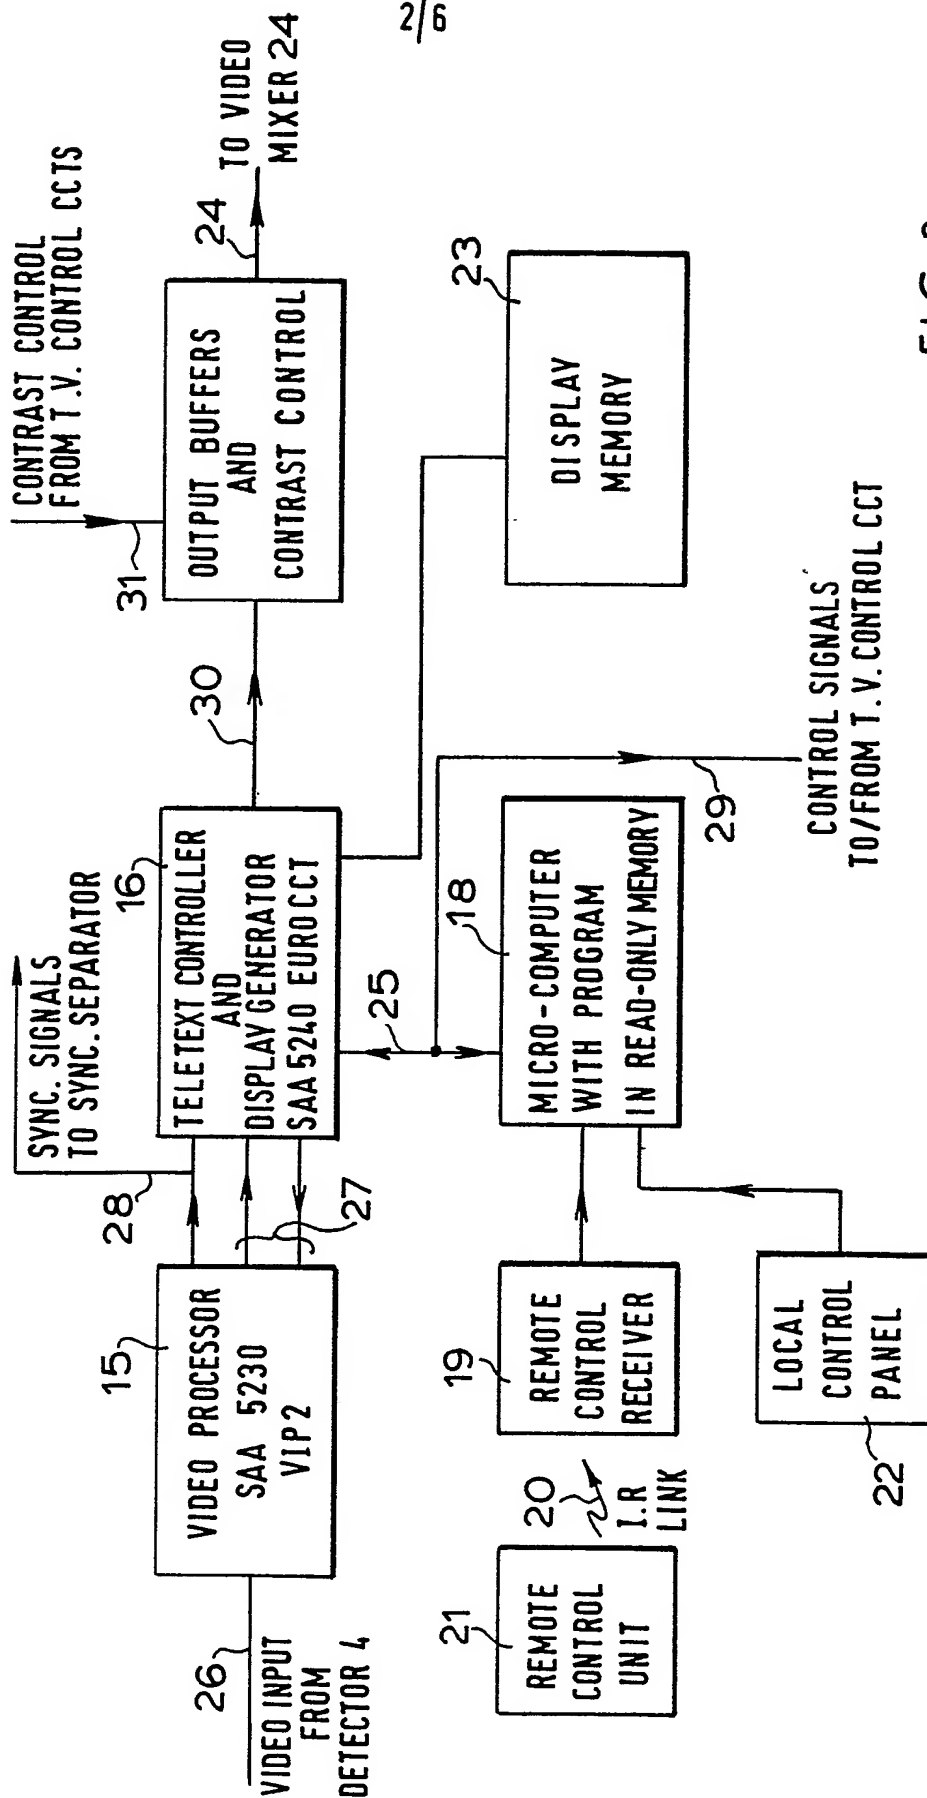 2/6
SYNC. SIGNALS
TO SYNC. SEPARATOR
CONTRAST CONTROL
FROM T.V. CONTROL CCTS
28
15
VIDEO PROCESSOR
SAA 5230
VIP2
26
VIDEO INPUT
FROM
DETECTOR 4
27
16
TELETEXT CONTROLLER
AND
DISPLAY GENERATOR
SAA 5240 EURO CCT
30
31
OUTPUT BUFFERS
AND
CONTRAST CONTROL
24
TO VIDEO
MIXER 24
25
21
REMOTE
CONTROL
UNIT
20
I.R
LINK
19
REMOTE
CONTROL
RECEIVER
18
MICRO-COMPUTER
WITH PROGRAM
IN READ-ONLY MEMORY
23
DISPLAY
MEMORY
29
CONTROL SIGNALS
TO/FROM T.V. CONTROL CCT
22
LOCAL
CONTROL
PANEL